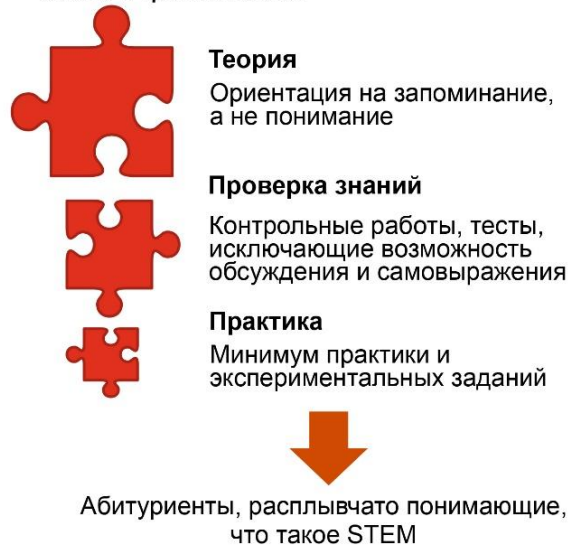 Теория
Ориентация на запоминание,
а не понимание
Проверка знаний
Контрольные работы, тесты,
исключающие возможность
обсуждения и самовыражения
Практика
Минимум практики и
экспериментальных заданий
Абитуриенты, расплывчато понимающие,
что такое STEM